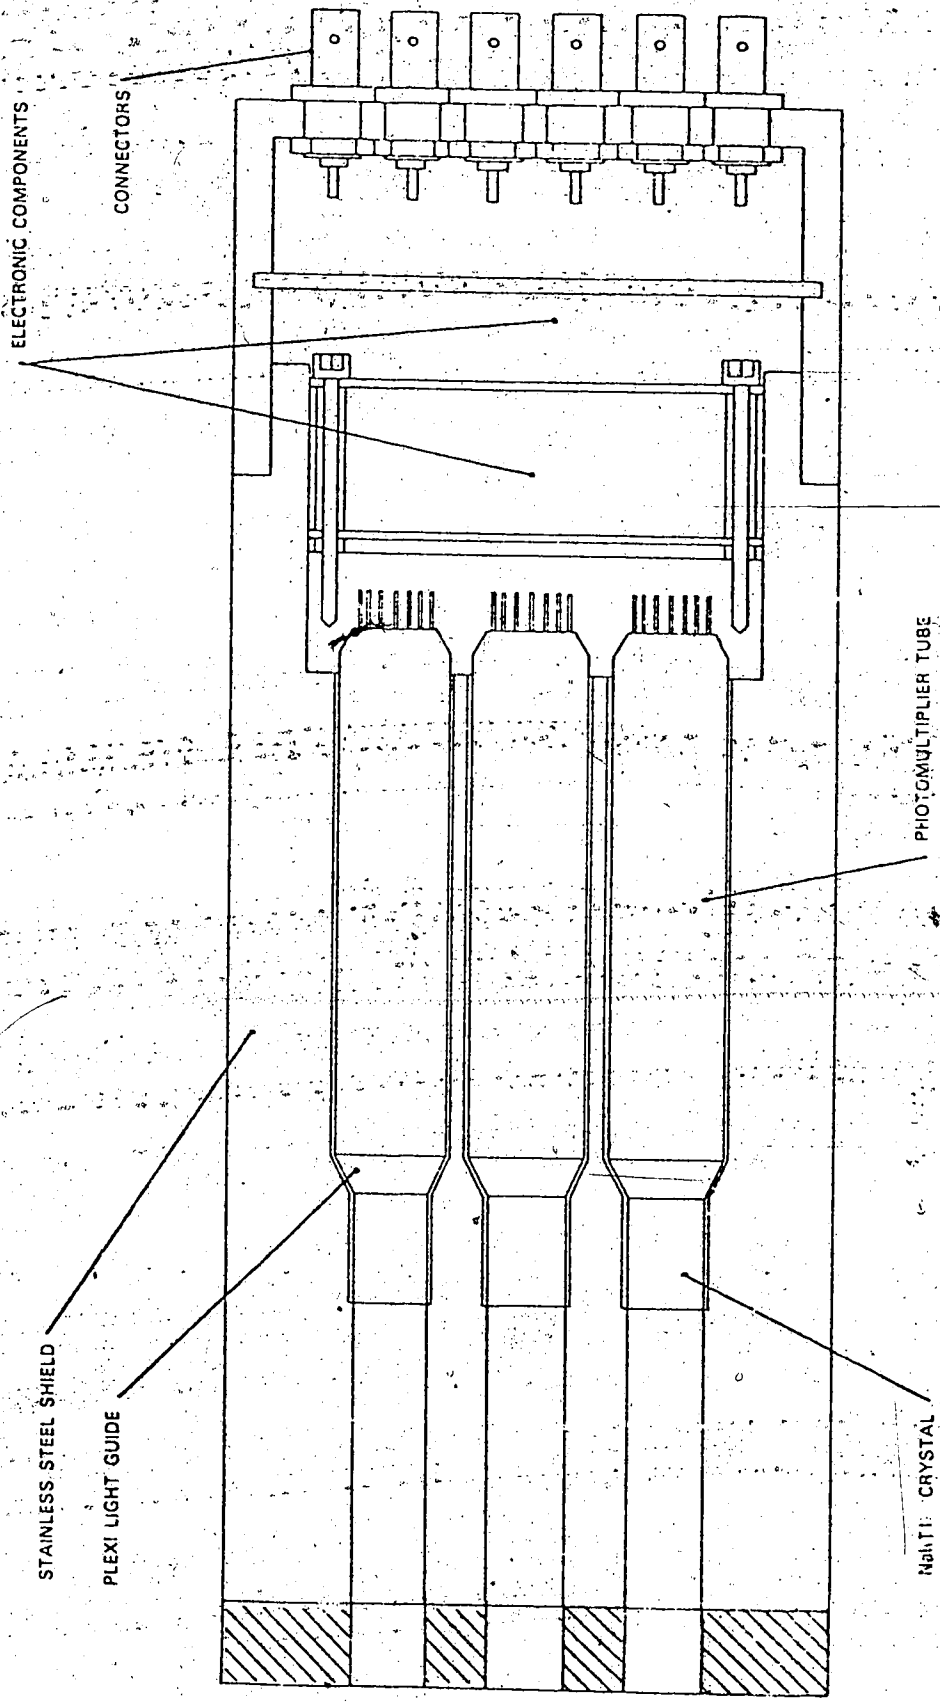 ELECTRONIC COMPONENTS
CONNECTORS
STAINLESS STEEL SHIELD
PLEXI LIGHT GUIDE
PHOTOMULTIPLIER TUBE
CRYSTAL